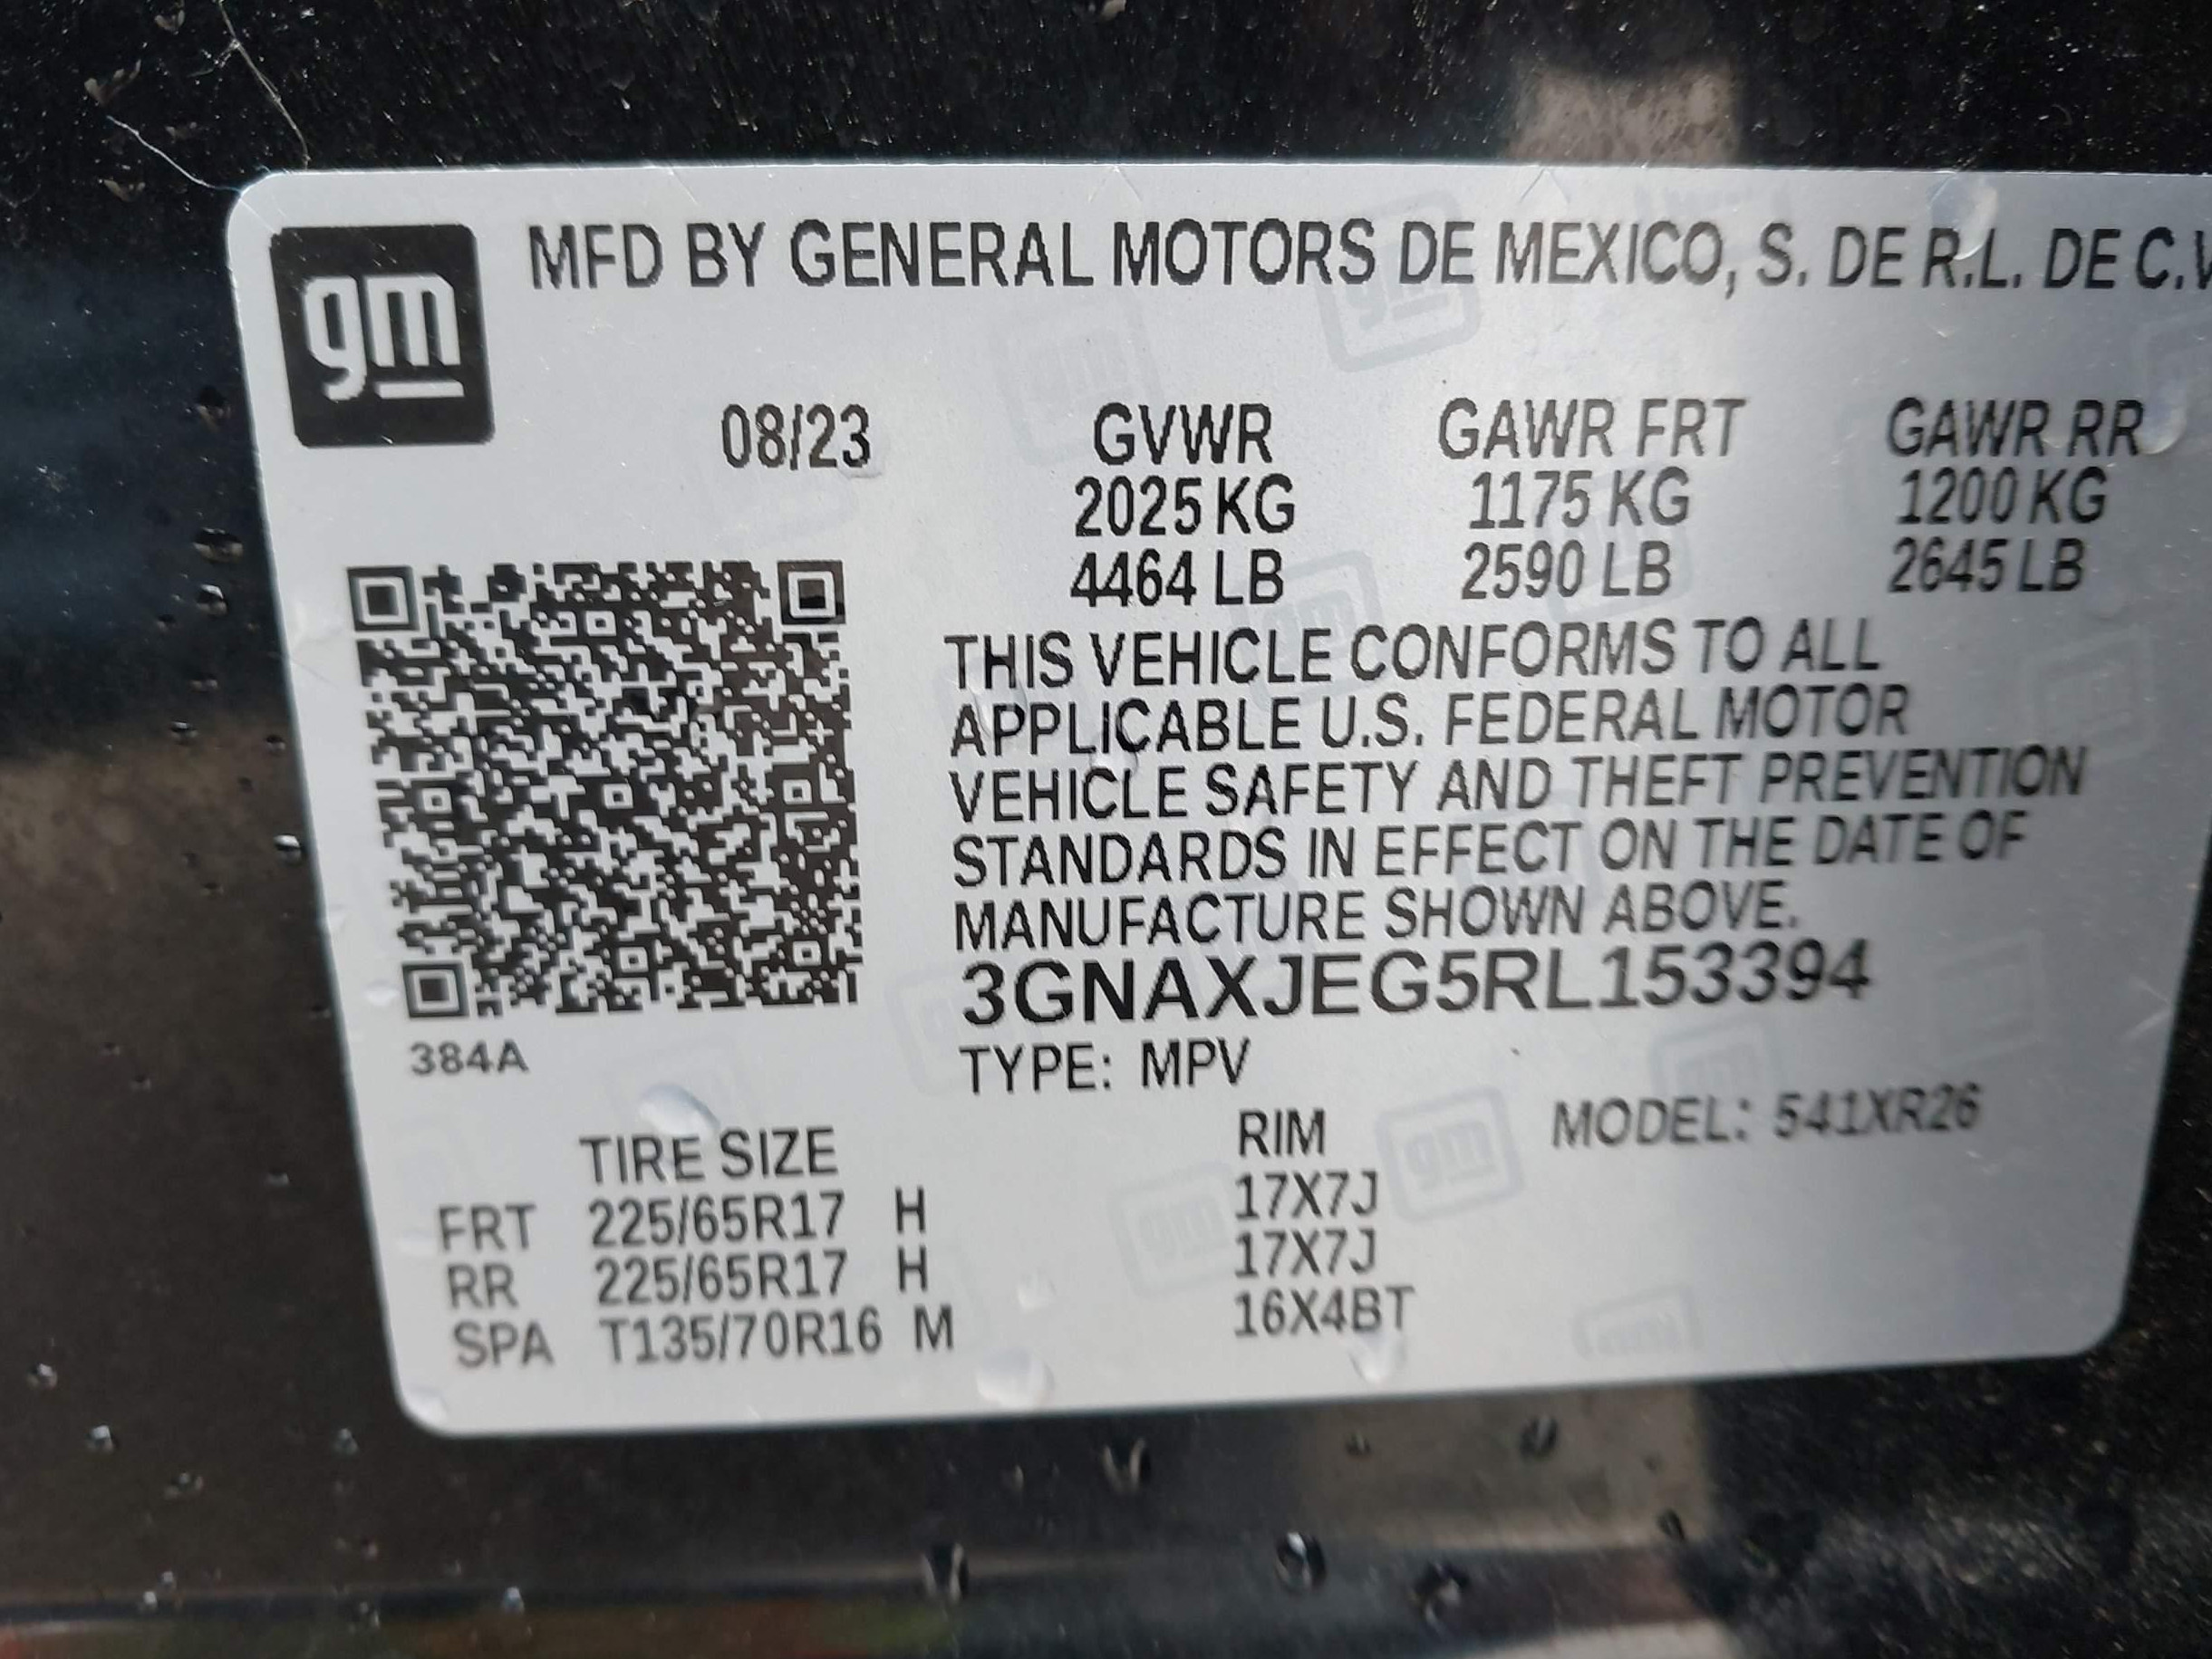 gm
MFD BY GENERAL MOTORS DE MEXICO, S. DE R.L. DE C.V
08/23 GVWR GAWR FRT GAWR RR
2025 KG 1175 KG 1200 KG
4464 LB 2590 LB 2645 LB
THIS VEHICLE CONFORMS TO ALL
APPLICABLE U.S. FEDERAL MOTOR
VEHICLE SAFETY AND THEFT PREVENTION
STANDARDS IN EFFECT ON THE DATE OF
MANUFACTURE SHOWN ABOVE.
3GNAXJEG5RL153394
384A
TYPE: MPV
MODEL: 541XR26
TIRE SIZE RIM
FRT 225/65R17 H 17X7J
RR 225/65R17 H 17X7J
SPA T135/70R16 M 16X4BT